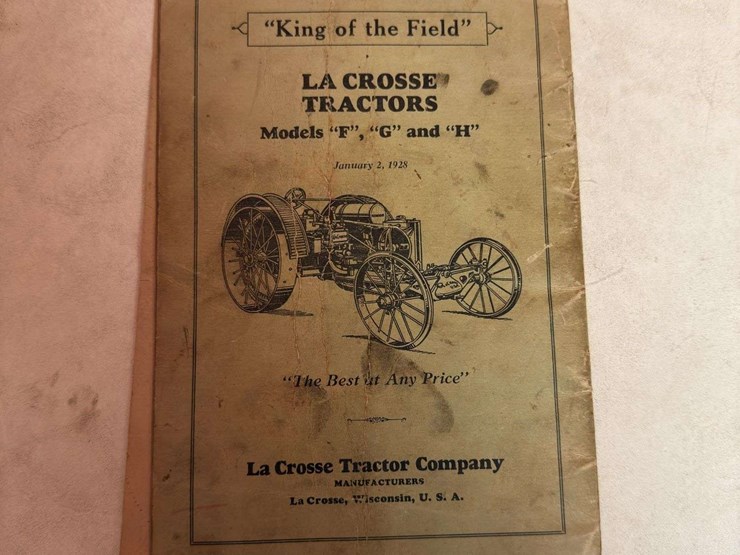 "King of the Field"
LA CROSSE
TRACTORS
Models "F", "G" and "H"
January 2, 1928
"The Best at Any Price"
La Crosse Tractor Company
MANUFACTURERS
La Crosse, Wisconsin, U. S. A.